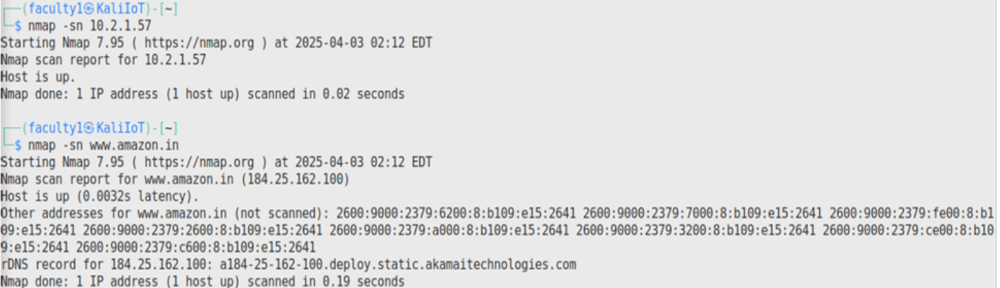 ┌──(faculty1㉿KaliIoT)-[~]
└─$ nmap -sn 10.2.1.57
Starting Nmap 7.95 ( https://nmap.org ) at 2025-04-03 02:12 EDT
Nmap scan report for 10.2.1.57
Host is up.
Nmap done: 1 IP address (1 host up) scanned in 0.02 seconds
┌──(faculty1㉿KaliIoT)-[~]
└─$ nmap -sn www.amazon.in
Starting Nmap 7.95 ( https://nmap.org ) at 2025-04-03 02:12 EDT
Nmap scan report for www.amazon.in (184.25.162.100)
Host is up (0.0032s latency).
Other addresses for www.amazon.in (not scanned): 2600:9000:2379:6200:8:b109:e15:2641 2600:9000:2379:7000:8:b109:e15:2641 2600:9000:2379:fe00:8:b1
09:e15:2641 2600:9000:2379:2600:8:b109:e15:2641 2600:9000:2379:a000:8:b109:e15:2641 2600:9000:2379:3200:8:b109:e15:2641 2600:9000:2379:ce00:8:b10
9:e15:2641 2600:9000:2379:c600:8:b109:e15:2641
rDNS record for 184.25.162.100: a184-25-162-100.deploy.static.akamaitechnologies.com
Nmap done: 1 IP address (1 host up) scanned in 0.19 seconds